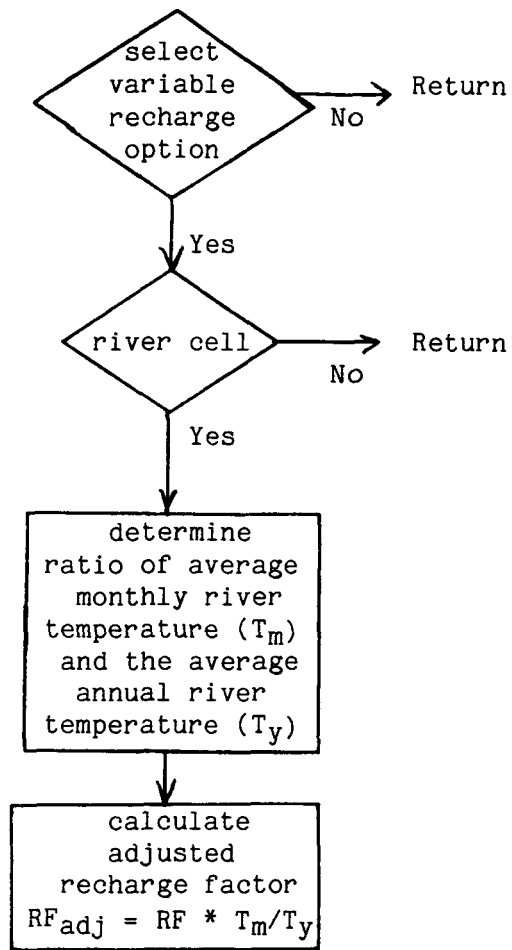 select
variable
recharge
option
Return
No
Yes
river cell
Return
No
Yes
determine
ratio of average
monthly river
temperature (Tm)
and the average
annual river
temperature (Ty)
calculate
adjusted
recharge factor
RFadj = RF * Tm/Ty